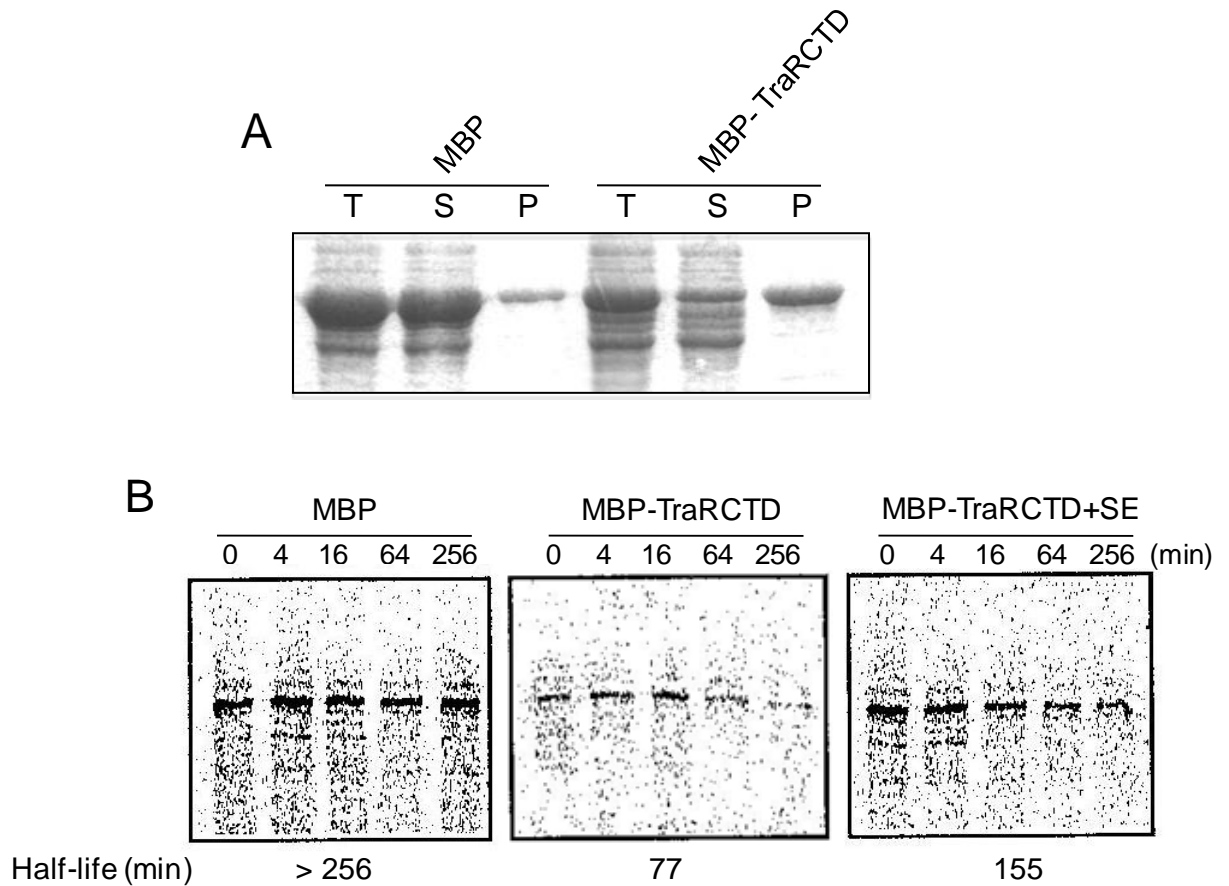 A
MBP MBP- TraRCTD
T S P T S P
B
MBP MBP-TraRCTD MBP-TraRCTD+SE
0 4 16 64 256 0 4 16 64 256 0 4 16 64 256 (min)
Half-life (min) > 256 77 155